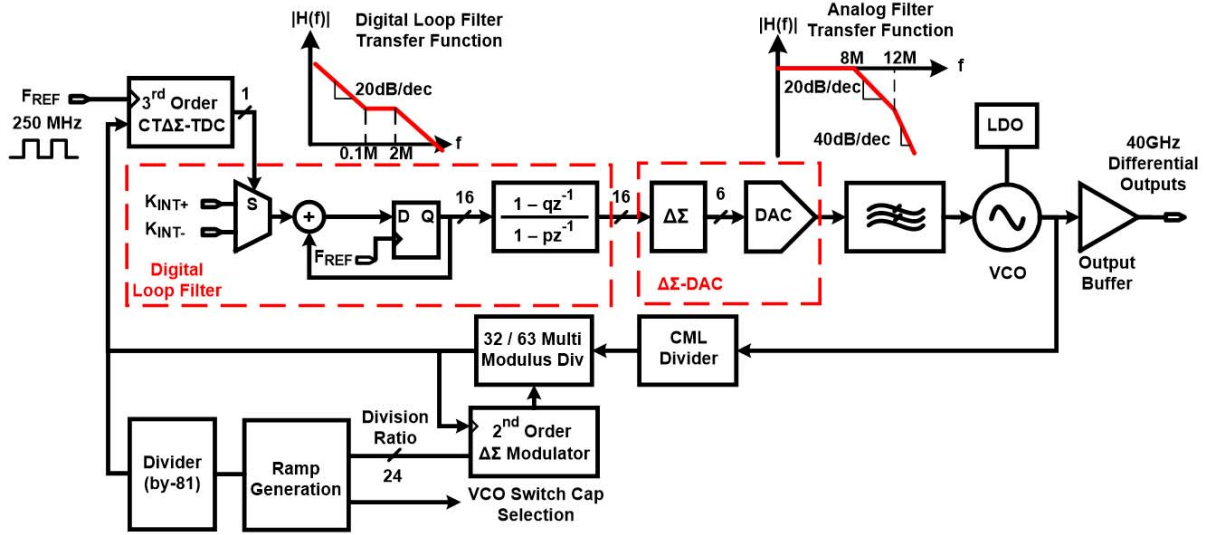 |H(f)|
Digital Loop Filter
Transfer Function
20dB/dec
0.1M
2M
f
|H(f)|
Analog Filter
Transfer Function
8M
12M
f
20dB/dec
40dB/dec
FREF
250 MHz
3rd Order
CTΔΣ-TDC
1
KINT+
KINT-
S
+
D Q
FREF
16
1 – qz-1
1 – pz-1
16
Digital
Loop Filter
ΔΣ
6
DAC
ΔΣ-DAC
LDO
VCO
40GHz
Differential
Outputs
Output
Buffer
32 / 63 Multi
Modulus Div
CML
Divider
2nd Order
ΔΣ Modulator
Division
Ratio
24
Divider
(by-81)
Ramp
Generation
VCO Switch Cap
Selection